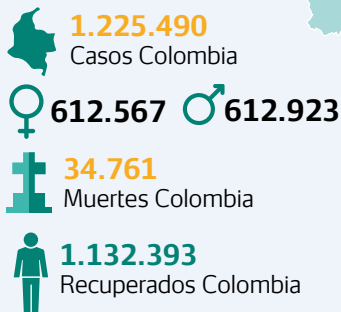 1.225.490
Casos Colombia
612.567 612.923
34.761
Muertes Colombia
1.132.393
Recuperados Colombia